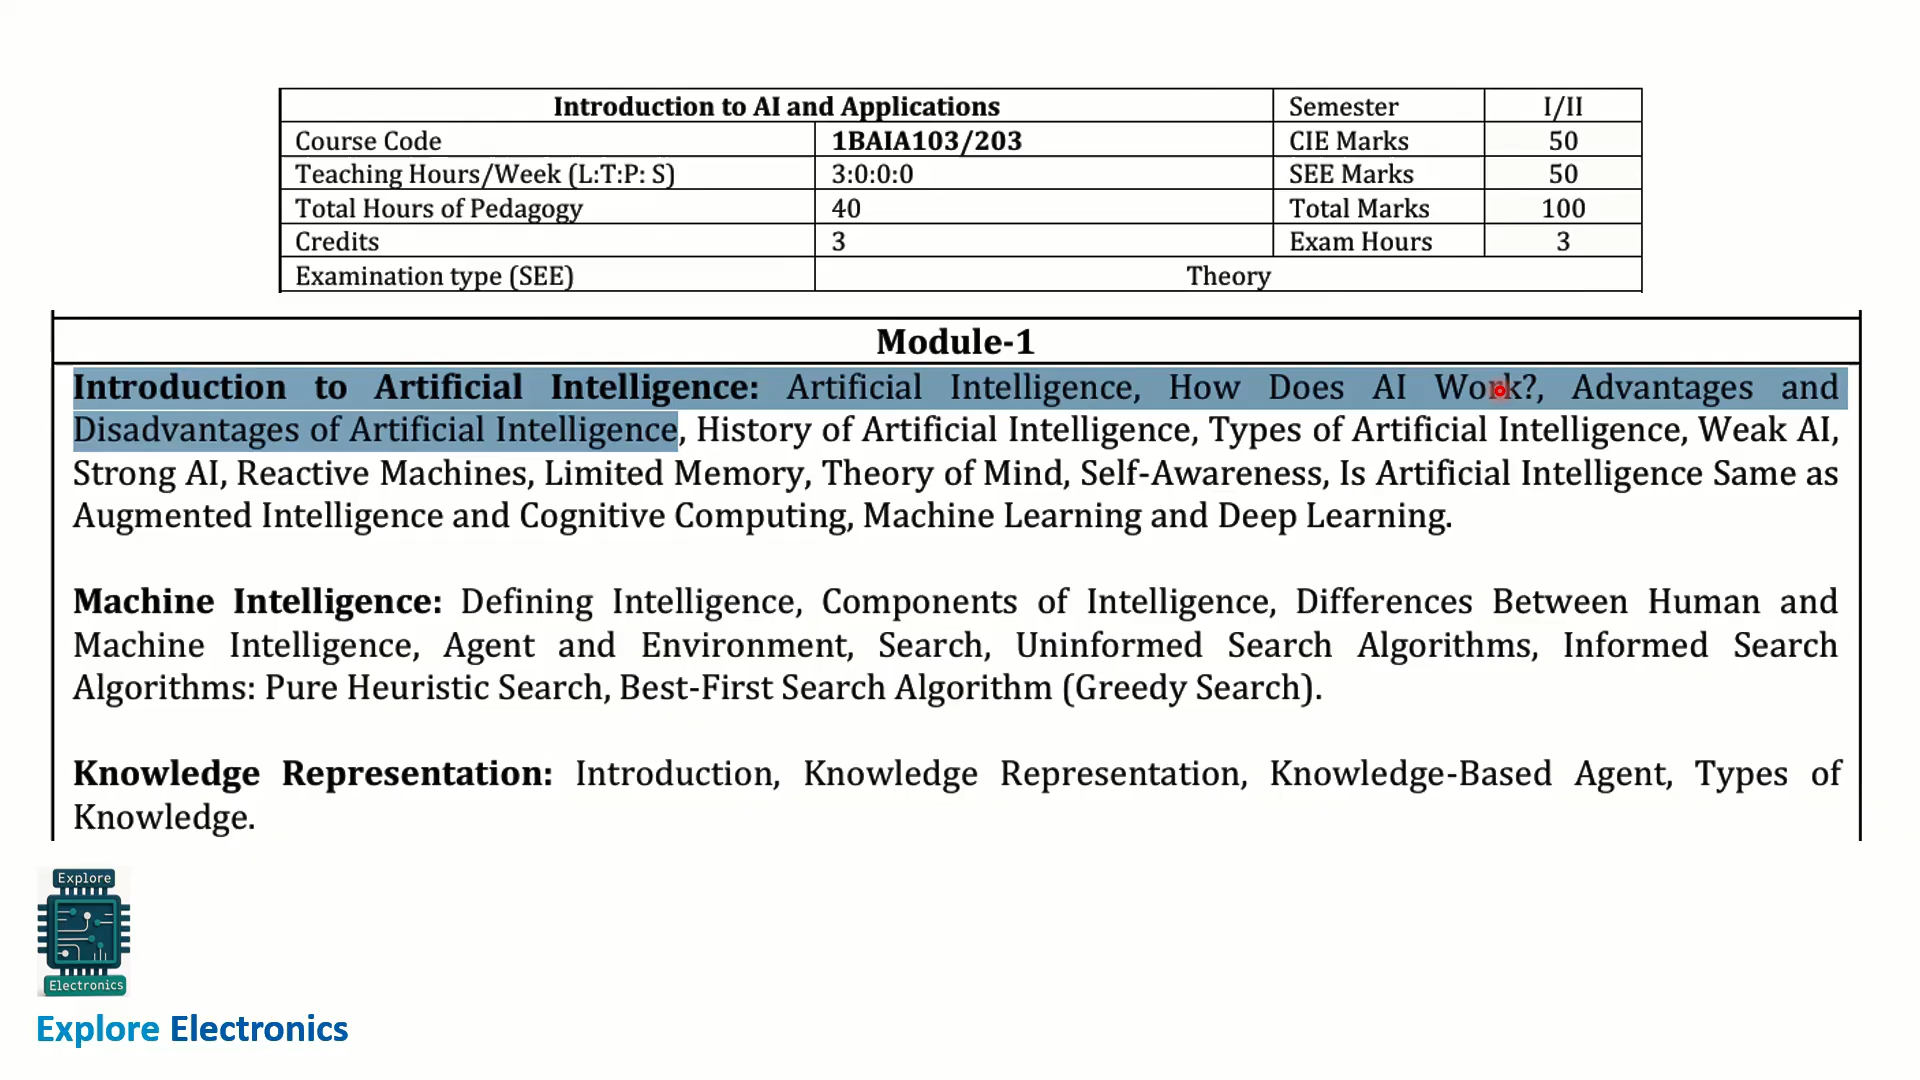 Introduction to AI and Applications Semester I/II
Course Code 1BAIA103/203 CIE Marks 50
Teaching Hours/Week (L:T:P: S) 3:0:0:0 SEE Marks 50
Total Hours of Pedagogy 40 Total Marks 100
Credits 3 Exam Hours 3
Examination type (SEE) Theory
Module-1
Introduction to Artificial Intelligence: Artificial Intelligence, How Does AI Work?, Advantages and
Disadvantages of Artificial Intelligence, History of Artificial Intelligence, Types of Artificial Intelligence, Weak AI,
Strong AI, Reactive Machines, Limited Memory, Theory of Mind, Self-Awareness, Is Artificial Intelligence Same as
Augmented Intelligence and Cognitive Computing, Machine Learning and Deep Learning.
Machine Intelligence: Defining Intelligence, Components of Intelligence, Differences Between Human and
Machine Intelligence, Agent and Environment, Search, Uninformed Search Algorithms, Informed Search
Algorithms: Pure Heuristic Search, Best-First Search Algorithm (Greedy Search).
Knowledge Representation: Introduction, Knowledge Representation, Knowledge-Based Agent, Types of
Knowledge.
Explore
Electronics
Explore Electronics